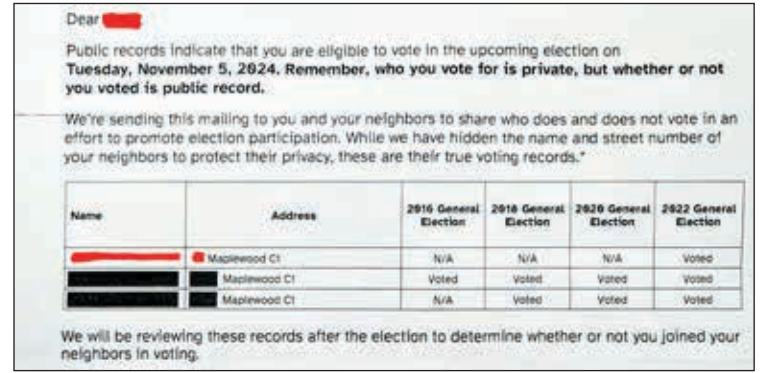 Dear
Public records indicate that you are eligible to vote in the upcoming election on
Tuesday, November 5, 2024. Remember, who you vote for is private, but whether or not
you voted is public record.
We're sending this mailing to you and your neighbors to share who does and does not vote in an
effort to promote election participation. While we have hidden the name and street number of
your neighbors to protect their privacy, these are their true voting records.*
Name Address 2016 General Election 2018 General Election 2020 General Election 2022 General Election
Maplewood Ct N/A N/A N/A Voted
Maplewood Ct Voted Voted Voted Voted
Maplewood Ct N/A Voted Voted Voted
We will be reviewing these records after the election to determine whether or not you joined your
neighbors in voting.